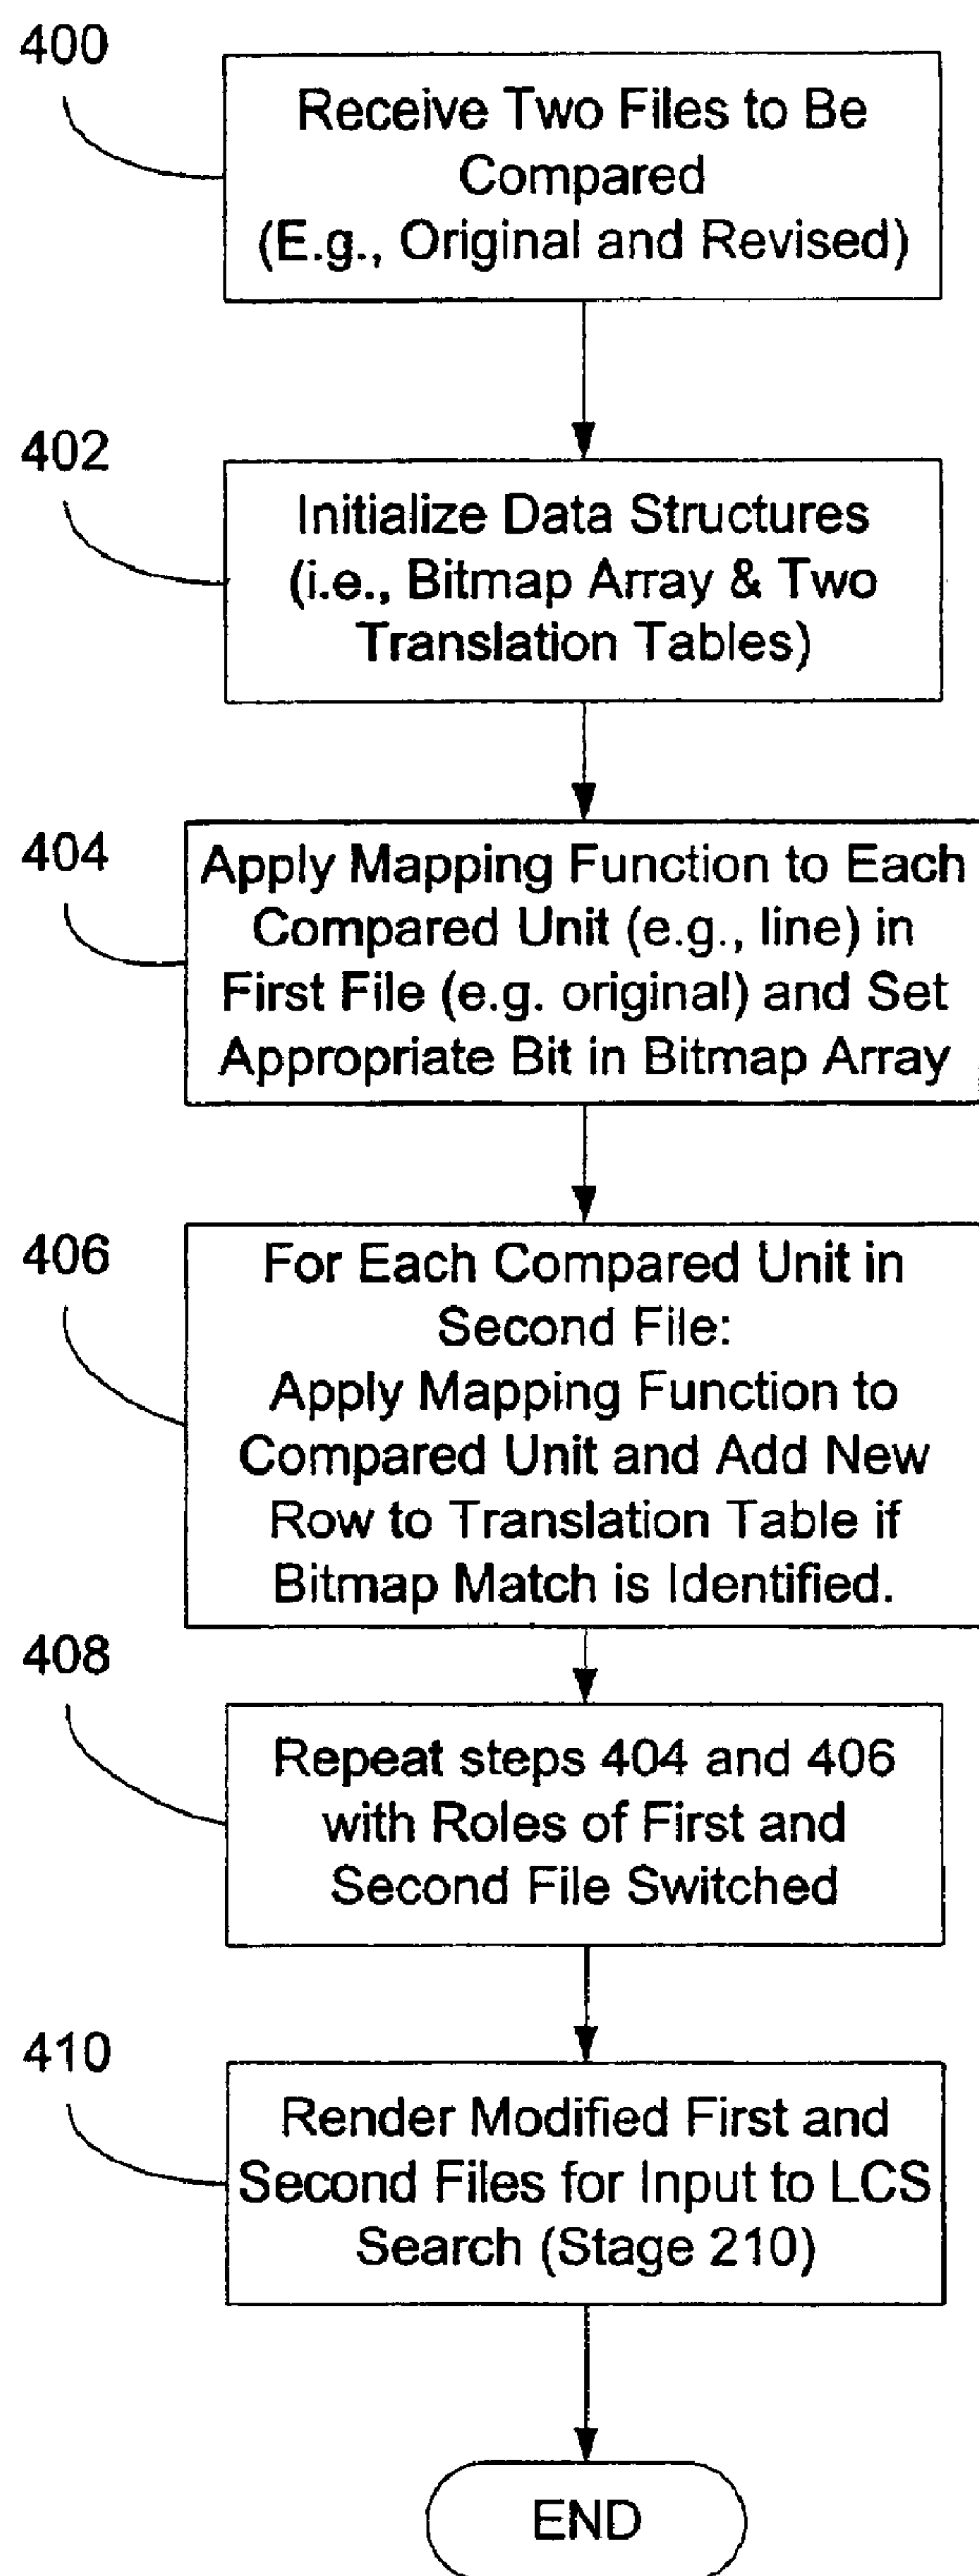 400
Receive Two Files to Be
Compared
(E.g., Original and Revised)
402
Initialize Data Structures
(i.e., Bitmap Array & Two
Translation Tables)
404
Apply Mapping Function to Each
Compared Unit (e.g., line) in
First File (e.g. original) and Set
Appropriate Bit in Bitmap Array
406
For Each Compared Unit in
Second File:
Apply Mapping Function to
Compared Unit and Add New
Row to Translation Table if
Bitmap Match is Identified.
408
Repeat steps 404 and 406
with Roles of First and
Second File Switched
410
Render Modified First and
Second Files for Input to LCS
Search (Stage 210)
END